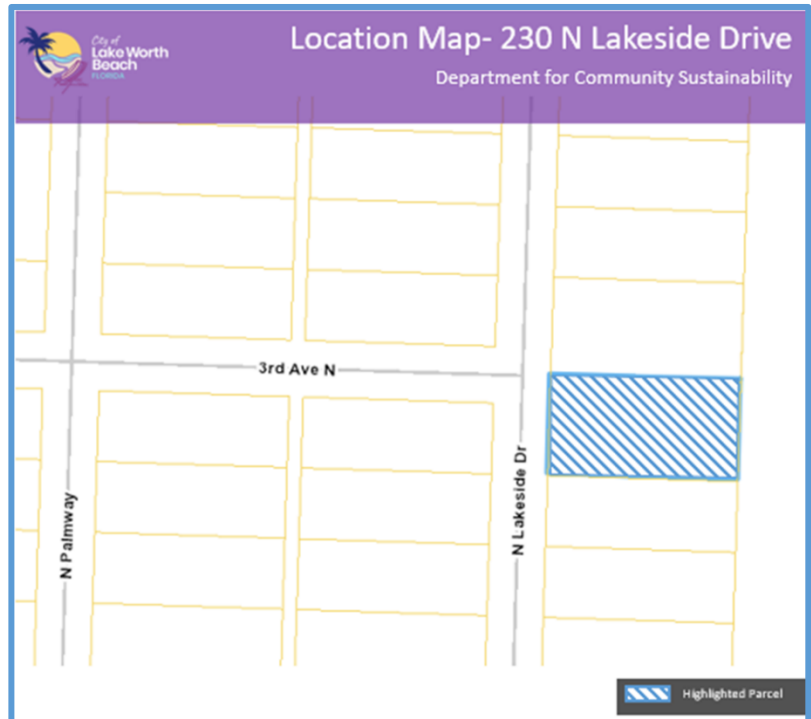 City of
Lake Worth
Beach
FLORIDA
Location Map- 230 N Lakeside Drive
Department for Community Sustainability
3rd Ave N
N Palmway
N Lakeside Dr
Highlighted Parcel